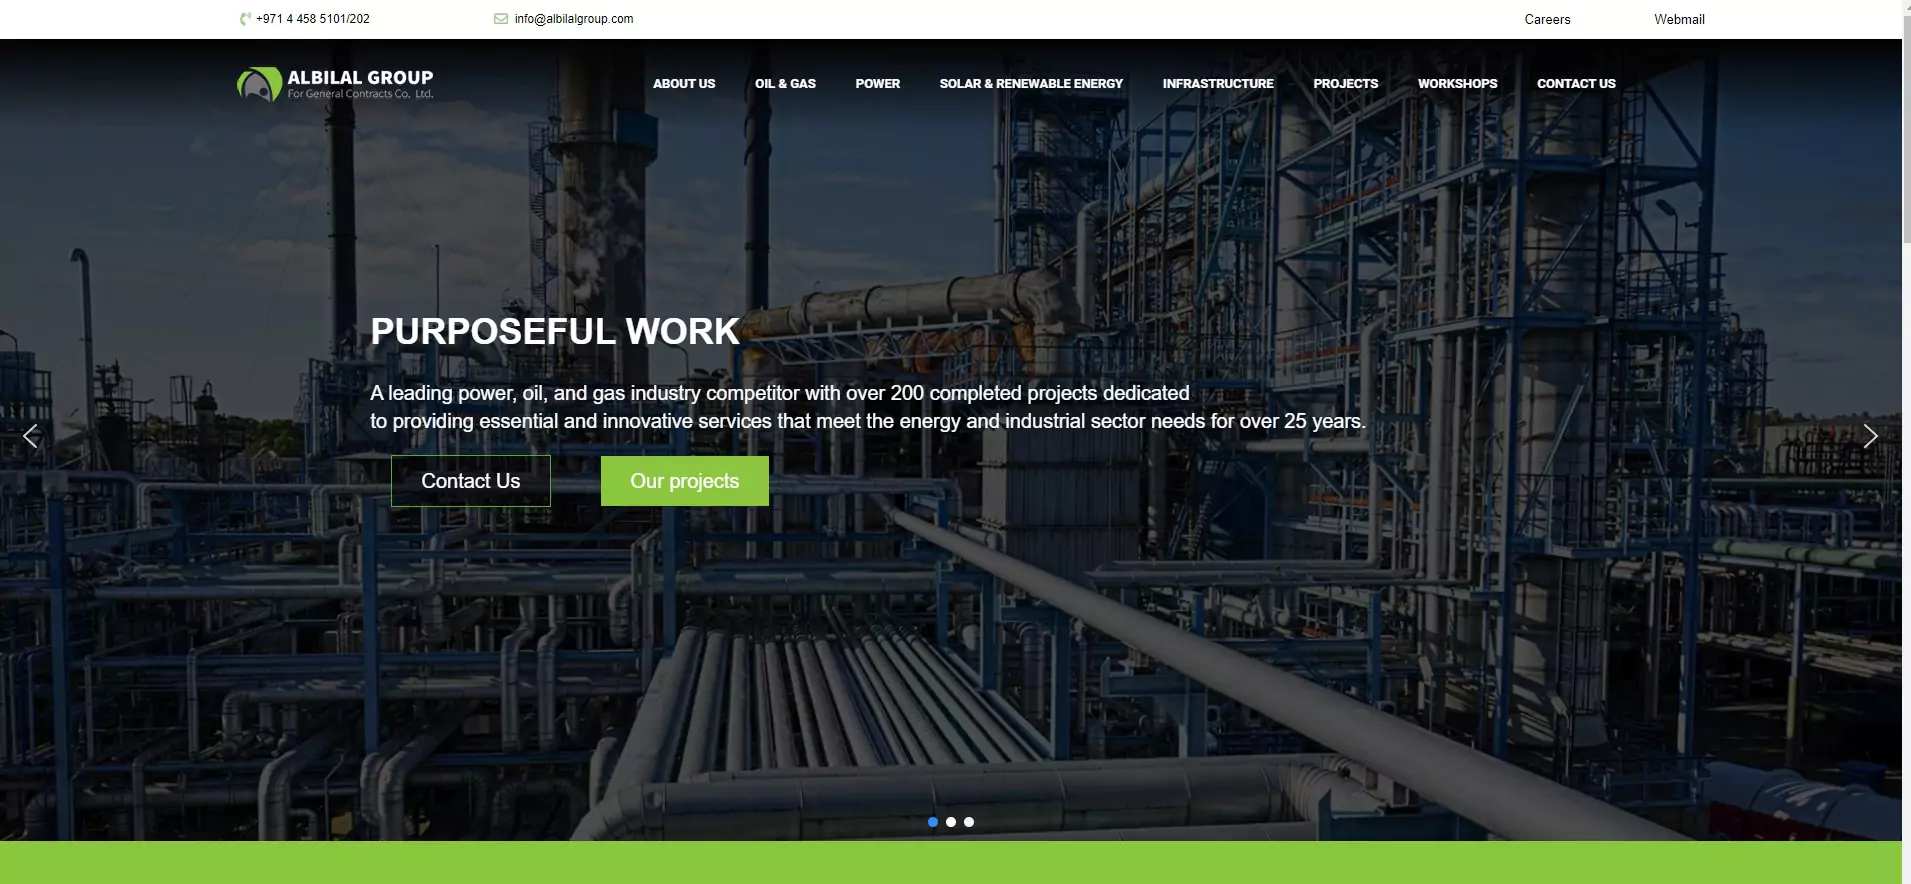 +971 4 458 5101/202
info@albilalgroup.com
Careers
Webmail
ALBILAL GROUP
For General Contracts Co. Ltd.
ABOUT US
OIL & GAS
POWER
SOLAR & RENEWABLE ENERGY
INFRASTRUCTURE
PROJECTS
WORKSHOPS
CONTACT US
PURPOSEFUL WORK
A leading power, oil, and gas industry competitor with over 200 completed projects dedicated
to providing essential and innovative services that meet the energy and industrial sector needs for over 25 years.
Contact Us
Our projects